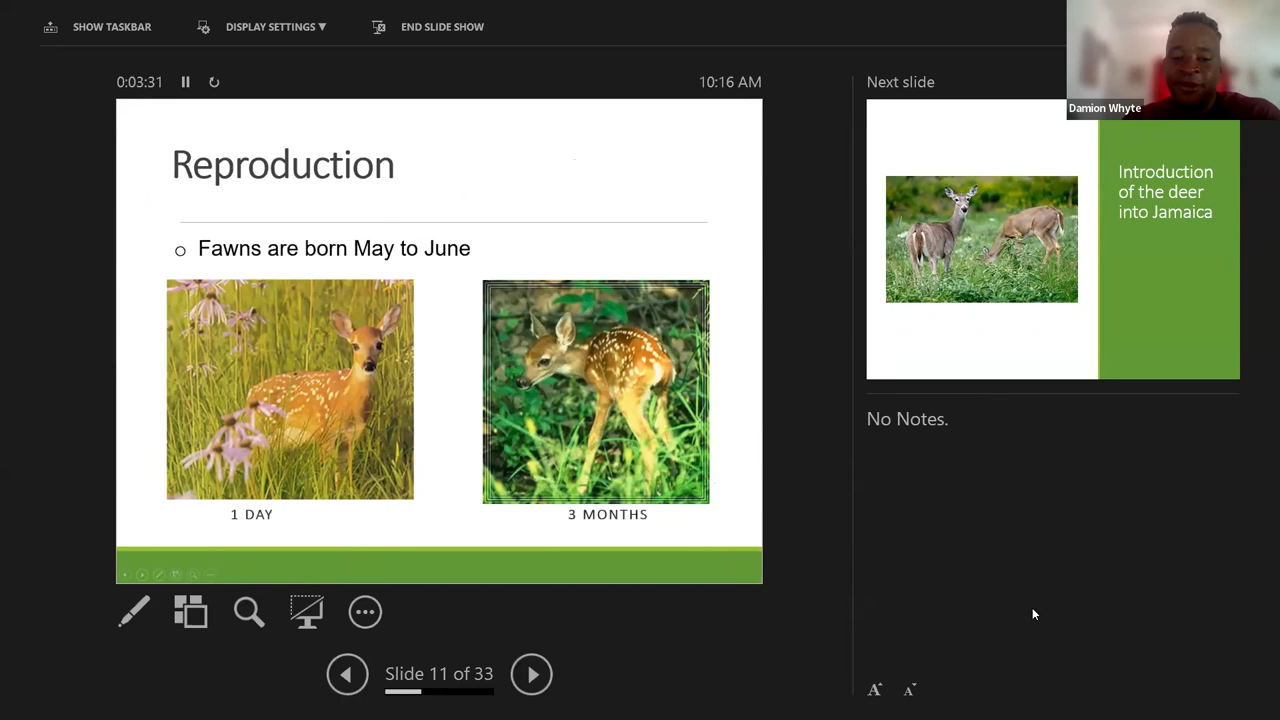 SHOW TASKBAR
DISPLAY SETTINGS ▼
END SLIDE SHOW
Damion Whyte
0:03:31
10:16 AM
Reproduction
Fawns are born May to June
1 DAY
3 MONTHS
Slide 11 of 33
Next slide
Introduction
of the deer
into Jamaica
No Notes.
A A